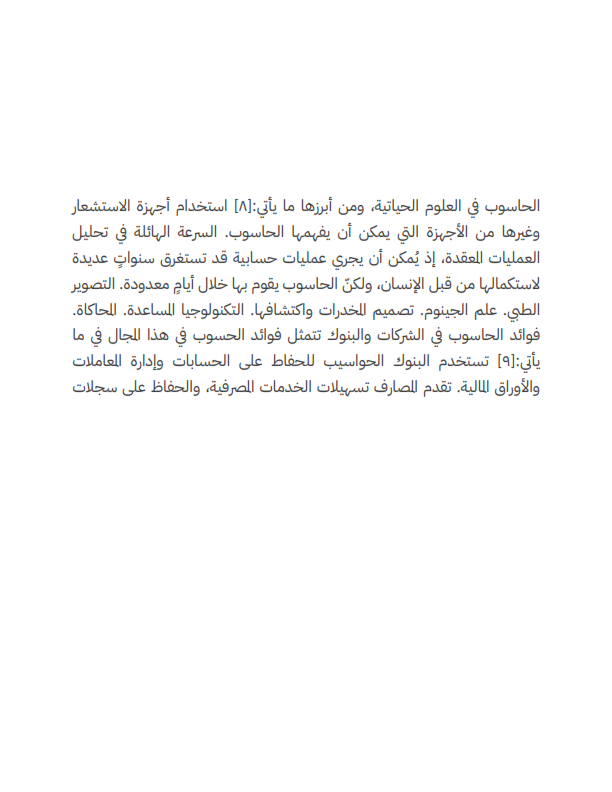 الحاسوب في العلوم الحياتية، ومن أبرزها ما يأتي:[٨] استخدام أجهزة الاستشعار
وغيرها من الأجهزة التي يمكن أن يفهمها الحاسوب. السرعة الهائلة في تحليل
العمليات المعقدة، إذ يُمكن أن يجري عمليات حسابية قد تستغرق سنواتٍ عديدة
لاستكمالها من قبل الإنسان، ولكنّ الحاسوب يقوم بها خلال أيامٍ معدودة. التصوير
الطبي. علم الجينوم. تصميم المخدرات واكتشافها. التكنولوجيا المساعدة. المحاكاة.
فوائد الحاسوب في الشركات والبنوك تتمثل فوائد الحسوب في هذا المجال في ما
يأتي:[٩] تستخدم البنوك الحواسيب للحفاط على الحسابات وإدارة المعاملات
والأوراق المالية. تقدم المصارف تسهيلات الخدمات المصرفية، والحفاظ على سجلات